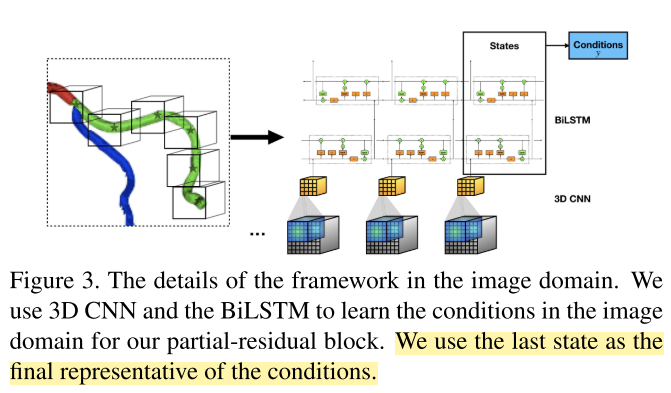 States
Conditions
y
BiLSTM
3D CNN
...
Figure 3. The details of the framework in the image domain. We
use 3D CNN and the BiLSTM to learn the conditions in the image
domain for our partial-residual block. We use the last state as the
final representative of the conditions.